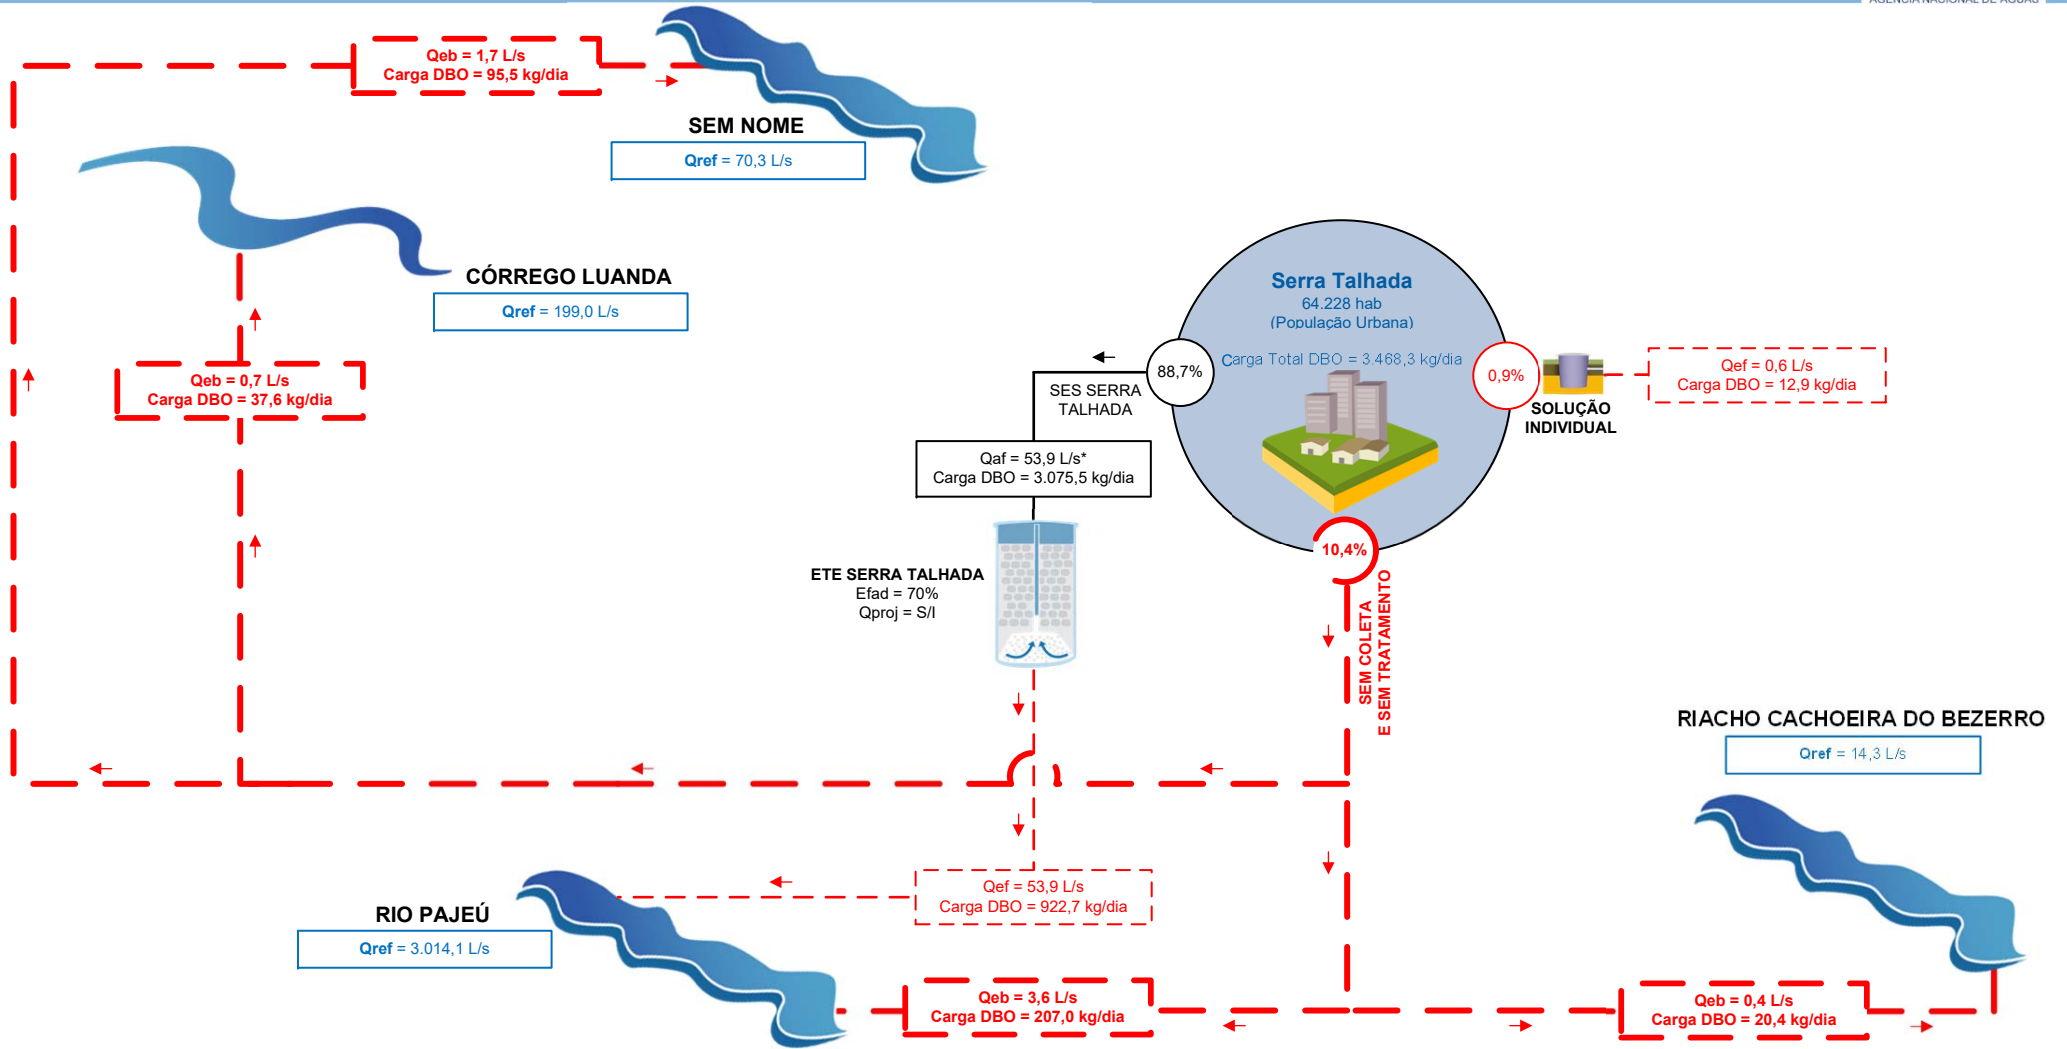 AGÊNCIA NACIONAL DE ÁGUAS
Qeb = 1,7 L/s
Carga DBO = 95,5 kg/dia
SEM NOME
Qref = 70,3 L/s
CÓRREGO LUANDA
Qref = 199,0 L/s
Qeb = 0,7 L/s
Carga DBO = 37,6 kg/dia
Serra Talhada
64.228 hab
(População Urbana)
Carga Total DBO = 3.468,3 kg/dia
88,7%
0,9%
10,4%
SES SERRA
TALHADA
SOLUÇÃO
INDIVIDUAL
Qef = 0,6 L/s
Carga DBO = 12,9 kg/dia
Qaf = 53,9 L/s*
Carga DBO = 3.075,5 kg/dia
ETE SERRA TALHADA
Efad = 70%
Qproj = S/I
SEM COLETA
E SEM TRATAMENTO
RIACHO CACHOEIRA DO BEZERRO
Qref = 14,3 L/s
Qef = 53,9 L/s
Carga DBO = 922,7 kg/dia
RIO PAJEÚ
Qref = 3.014,1 L/s
Qeb = 3,6 L/s
Carga DBO = 207,0 kg/dia
Qeb = 0,4 L/s
Carga DBO = 20,4 kg/dia